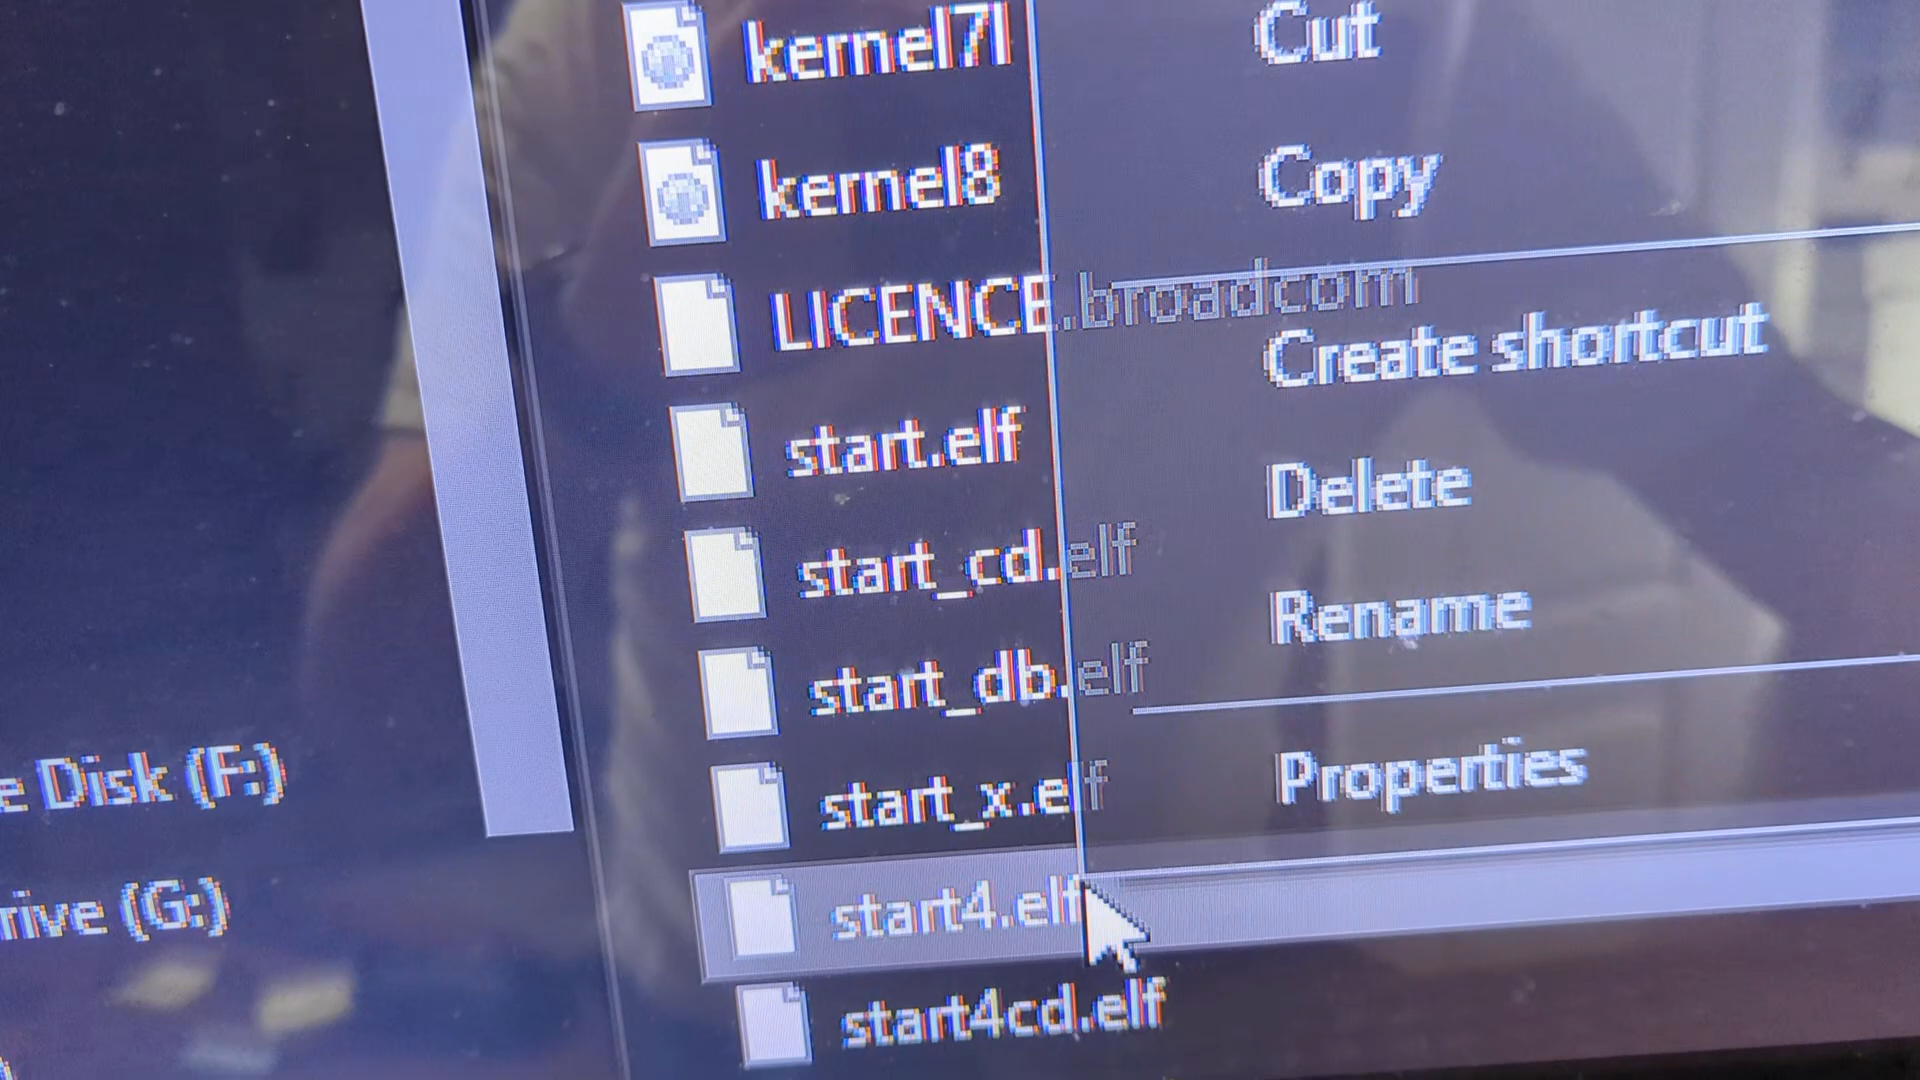 kernel7l
kernel8
LICENCE.broadcom
start.elf
start_cd.elf
start_db.elf
start_x.elf
start4.elf
start4cd.elf
Cut
Copy
Create shortcut
Delete
Rename
Properties
Disk (F:)
(G:)